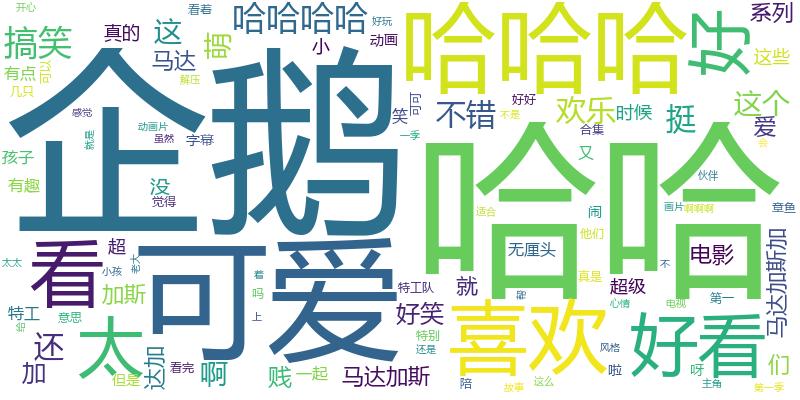 开心
看着
哈哈哈哈
好玩
哈哈哈
好
系列
搞笑
真的
这
萌
小
动画
这些
有点
可以
马达
解压
几只
企鹅
笑
可可
不错
好好
不是
欢乐
时候
挺
这个
爱
会
感觉
动画片
就是
虽然
字幕
一季
合集
又
孩子
有趣
没
觉得
哈哈
伙伴
适合
闹
画片
啊啊啊
章鱼
他们
看
超
可爱
无厘头
电影
马达加斯加
太太
小孩
老大
着
吗
上
特工队
就
真是
超级
不
加斯
特工
给
意思
太
好笑
喜欢
心情
电视
第一
好看
还
加
达加
但是
看完
啊
贱
一起
马达加斯
特别
还是
陪
故事
这么
风格
啦
呀
主角
们
第一季